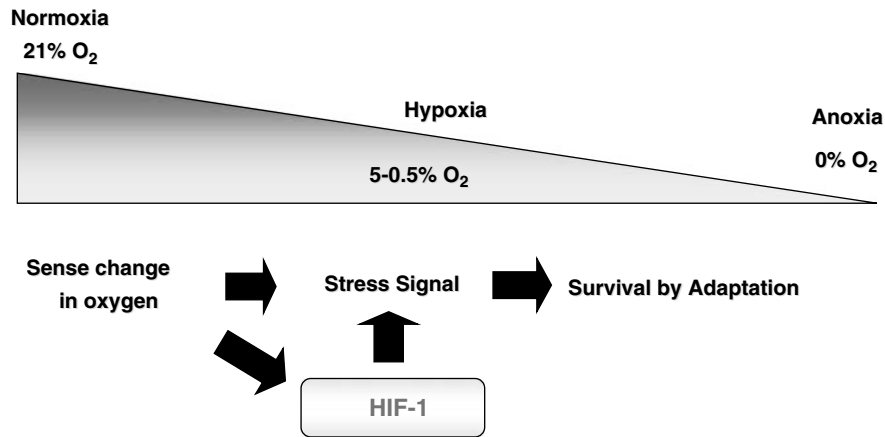 Normoxia
21% O₂
Hypoxia
Anoxia
0% O₂
5-0.5% O₂
Sense change
in oxygen
Stress Signal
Survival by Adaptation
HIF-1